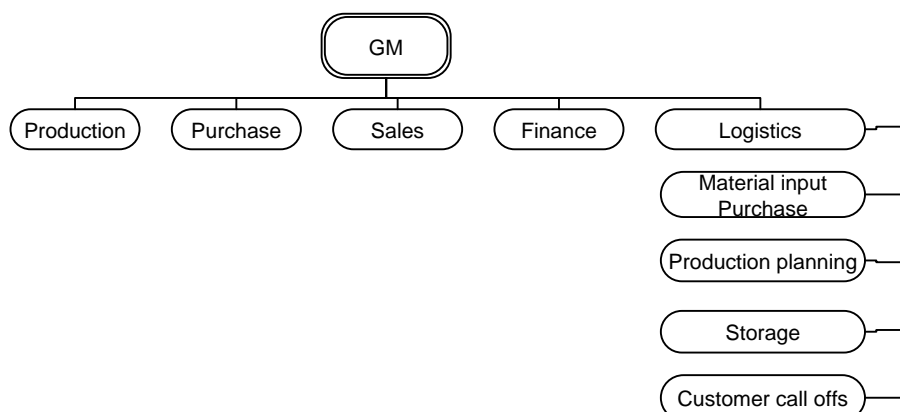 GM
Production
Purchase
Sales
Finance
Logistics
Material input
Purchase
Production planning
Storage
Customer call offs